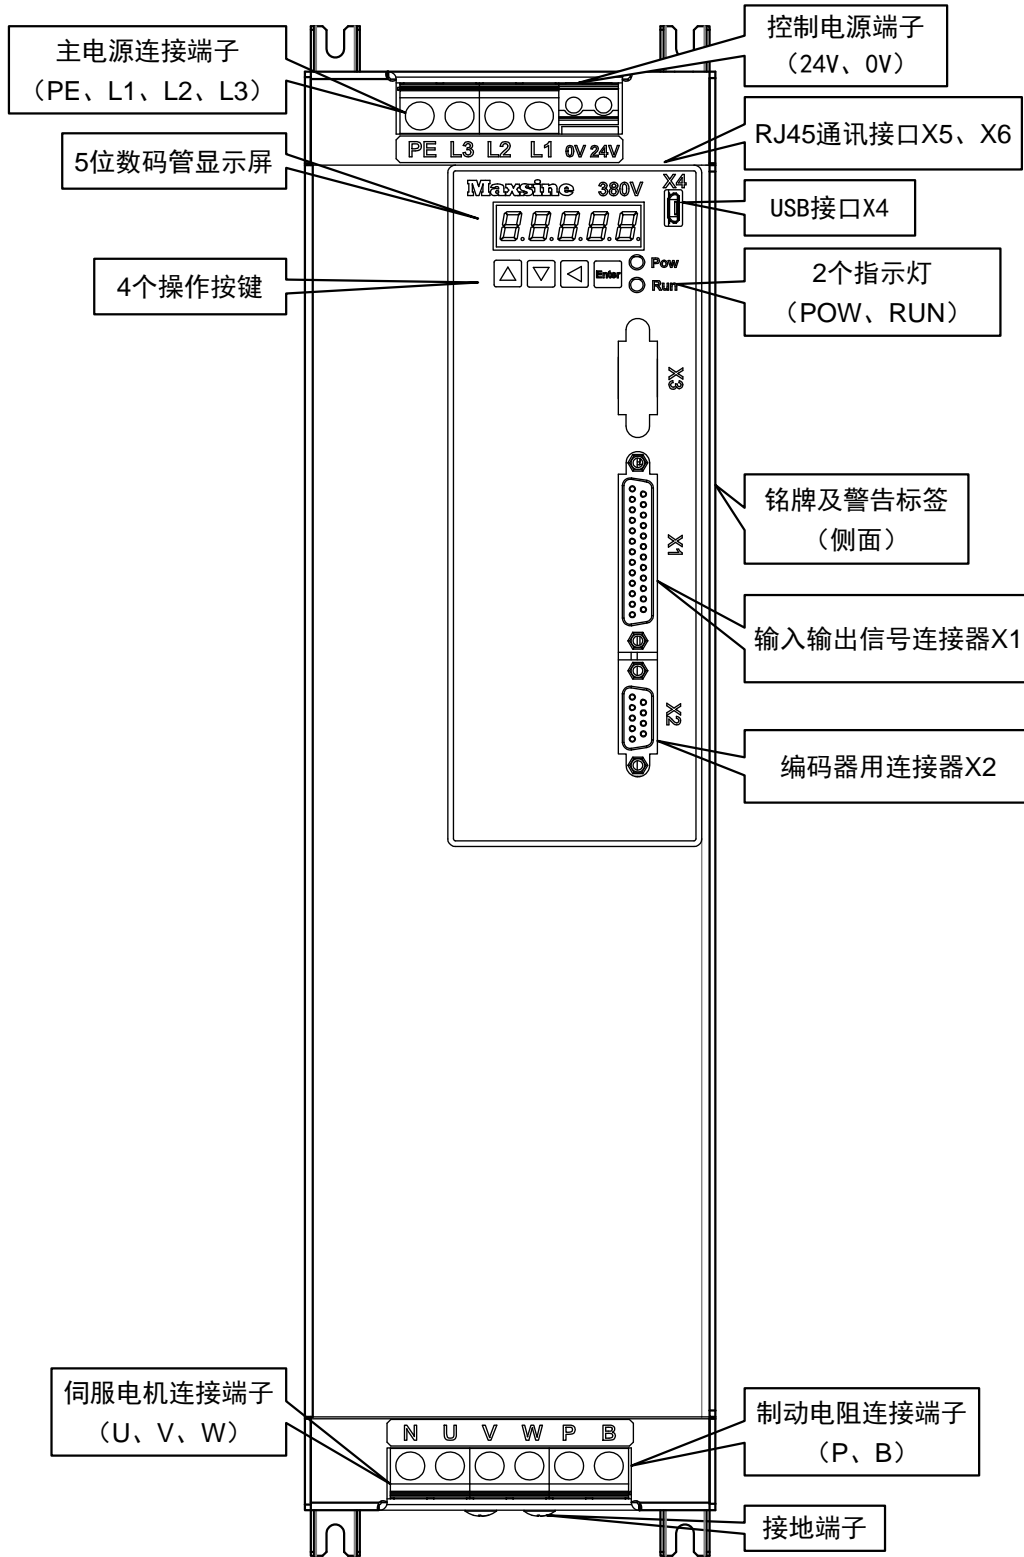 主电源连接端子
（PE、L1、L2、L3）
控制电源端子
（24V、0V）
PE L3 L2 L1 0V 24V
RJ45通讯接口X5、X6
5位数码管显示屏
Maxsine 380V X4
USB接口X4
8.8.8.8.8.
Enter
Pow
Run
4个操作按键
2个指示灯
（POW、RUN）
X3
铭牌及警告标签
（侧面）
X1
输入输出信号连接器X1
X2
编码器用连接器X2
伺服电机连接端子
（U、V、W）
N U V W P B
制动电阻连接端子
（P、B）
接地端子